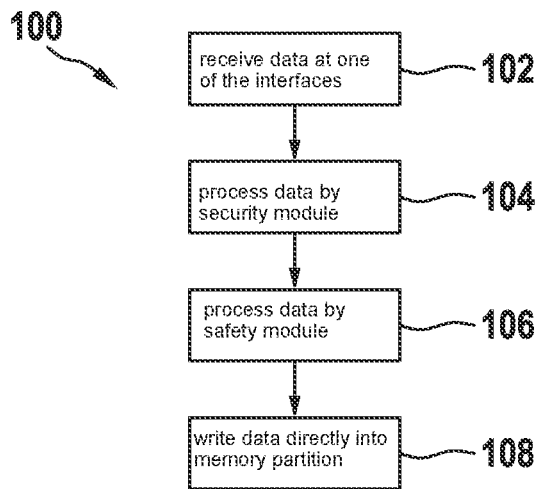 100
receive data at one
of the interfaces
102
process data by
security module
104
process data by
safety module
106
write data directly into
memory partition
108